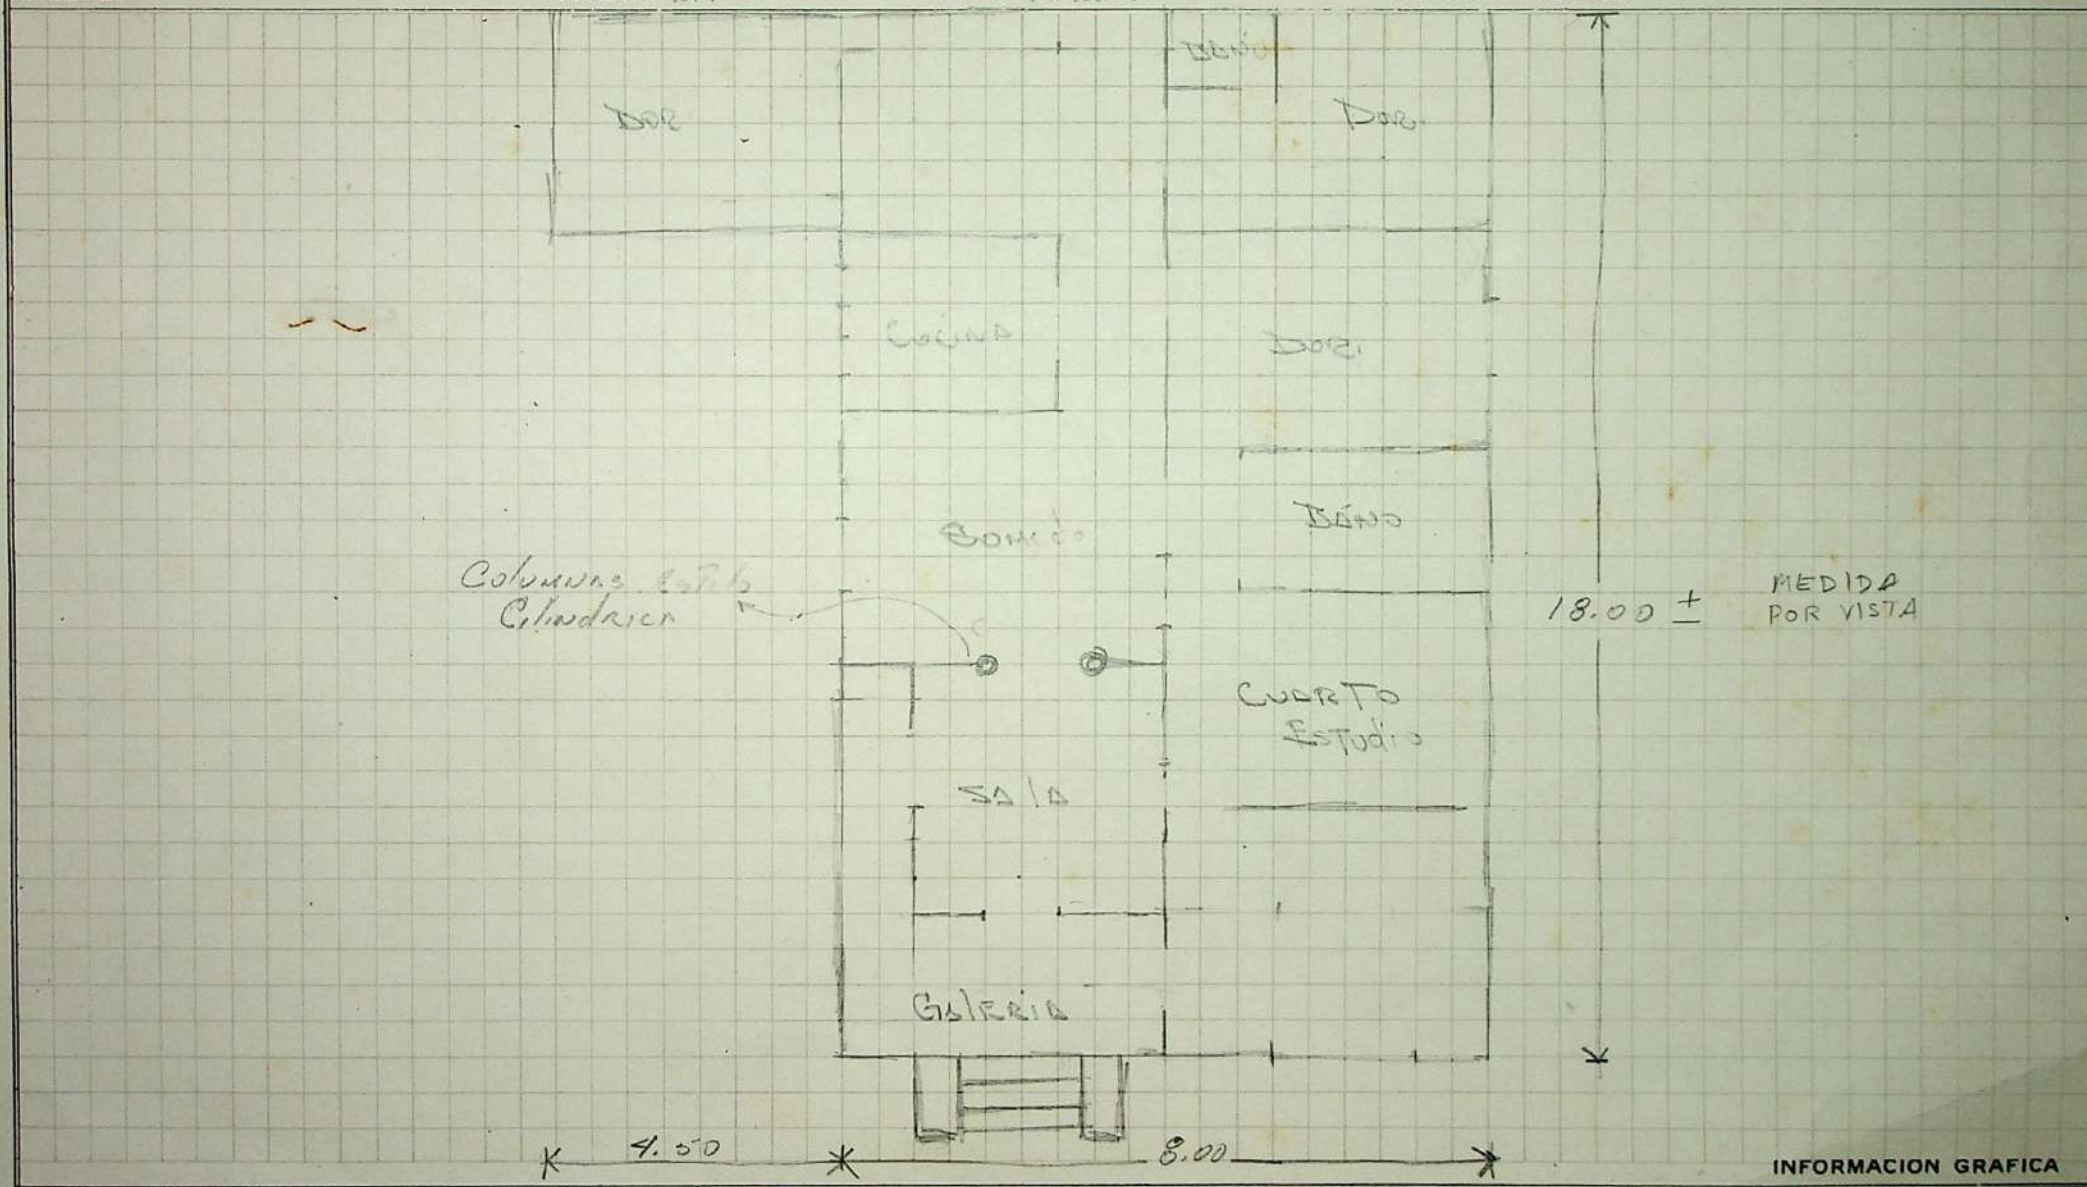 BAÑO
DOR
DOR.
COCINA
DOR.
BAÑO
Columnas estilo
Cilindrica
MEDIDA
18.00 ± POR VISTA
CUARTO
Estudio
SALA
GALERIA
4.50
8.00
INFORMACION GRAFICA